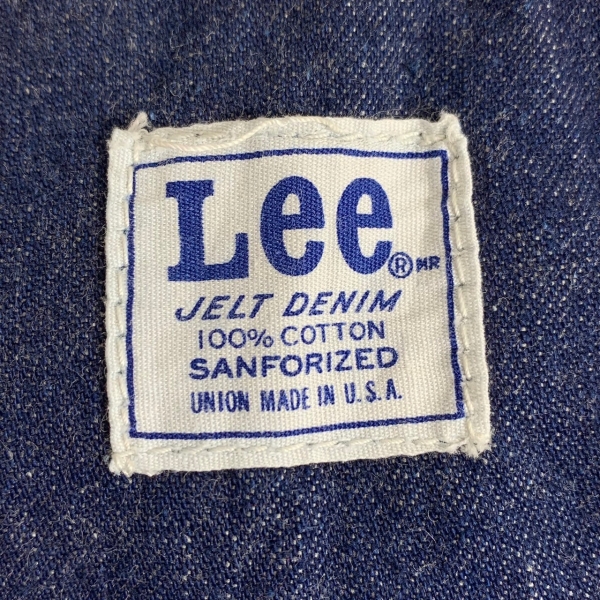 Lee® MR
JELT DENIM
100% COTTON
SANFORIZED
UNION MADE IN U.S.A.